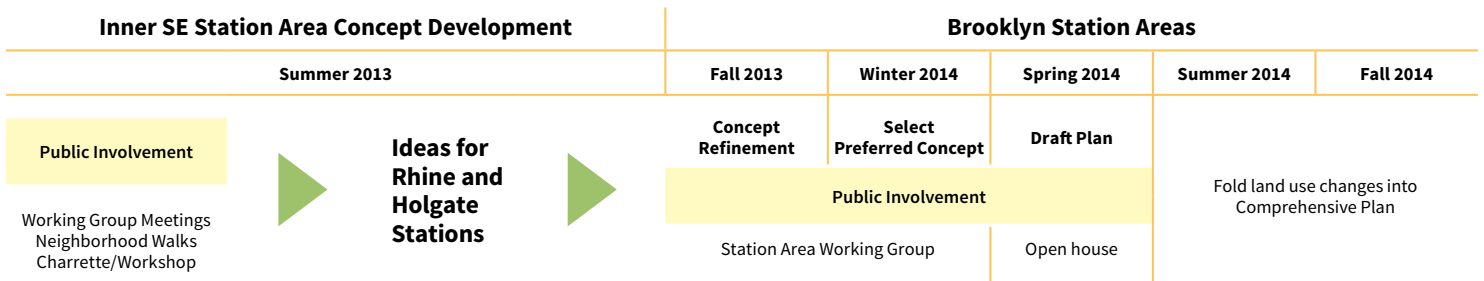 Inner SE Station Area Concept Development
Brooklyn Station Areas
Summer 2013
Fall 2013
Winter 2014
Spring 2014
Summer 2014
Fall 2014
Public Involvement
Working Group Meetings
Neighborhood Walks
Charrette/Workshop
Ideas for
Rhine and
Holgate
Stations
Concept
Refinement
Select
Preferred Concept
Draft Plan
Public Involvement
Station Area Working Group
Open house
Fold land use changes into
Comprehensive Plan